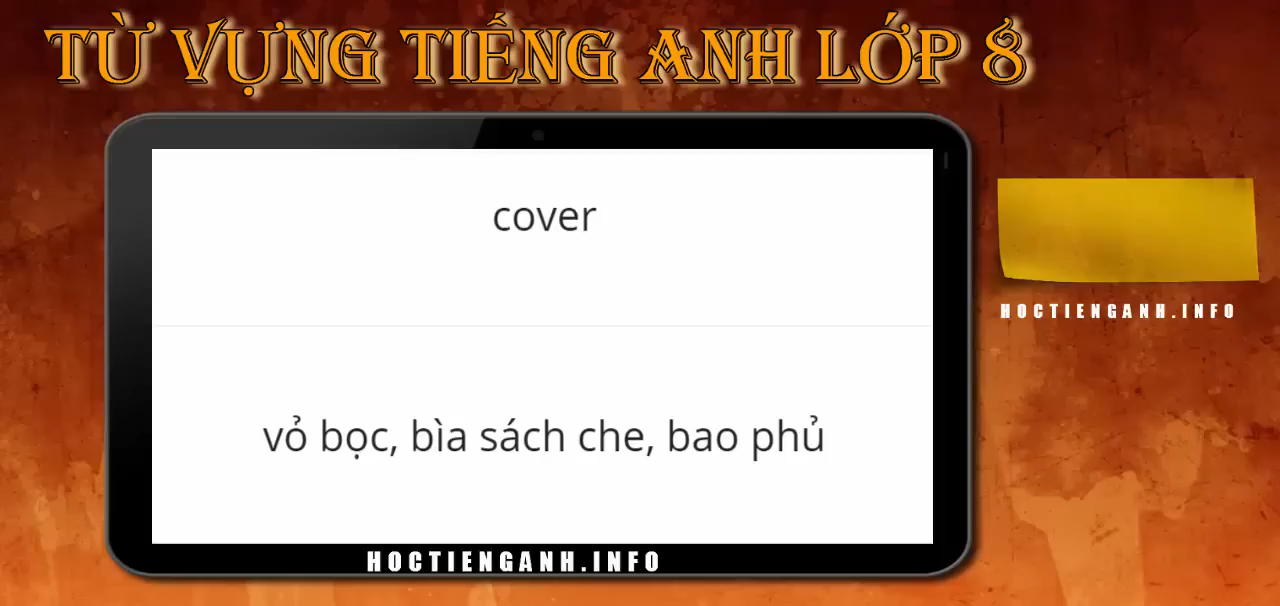 TỪ VỰNG TIẾNG ANH LỚP 8
cover
vỏ bọc, bìa sách che, bao phủ
HOCTIENGANH.INFO
HOCTIENGANH.INFO